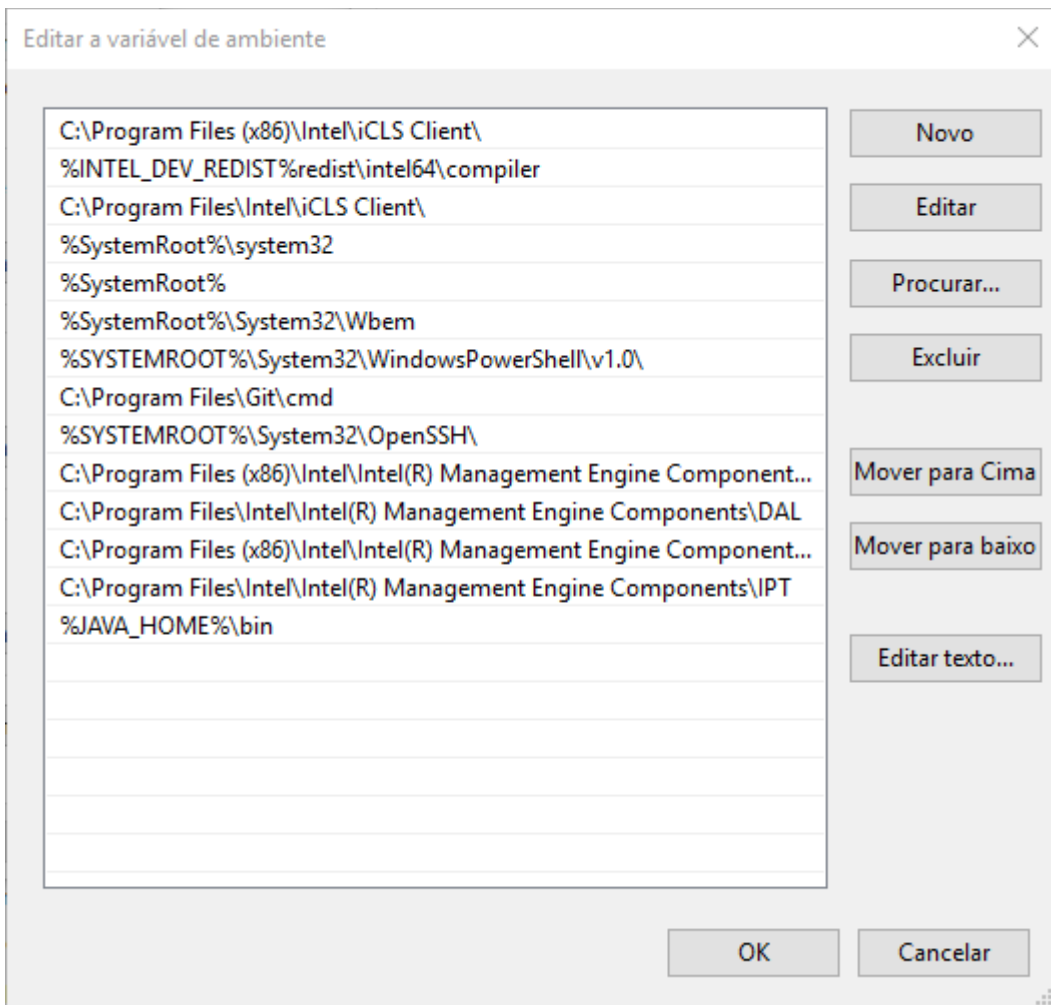 Editar a variável de ambiente
C:\Program Files (x86)\Intel\iCLS Client\
%INTEL_DEV_REDIST%redist\intel64\compiler
C:\Program Files\Intel\iCLS Client\
%SystemRoot%\system32
%SystemRoot%
%SystemRoot%\System32\Wbem
%SYSTEMROOT%\System32\WindowsPowerShell\v1.0\
C:\Program Files\Git\cmd
%SYSTEMROOT%\System32\OpenSSH\
C:\Program Files (x86)\Intel\Intel(R) Management Engine Component...
C:\Program Files\Intel\Intel(R) Management Engine Components\DAL
C:\Program Files (x86)\Intel\Intel(R) Management Engine Component...
C:\Program Files\Intel\Intel(R) Management Engine Components\IPT
%JAVA_HOME%\bin
Novo
Editar
Procurar...
Excluir
Mover para Cima
Mover para baixo
Editar texto...
OK
Cancelar